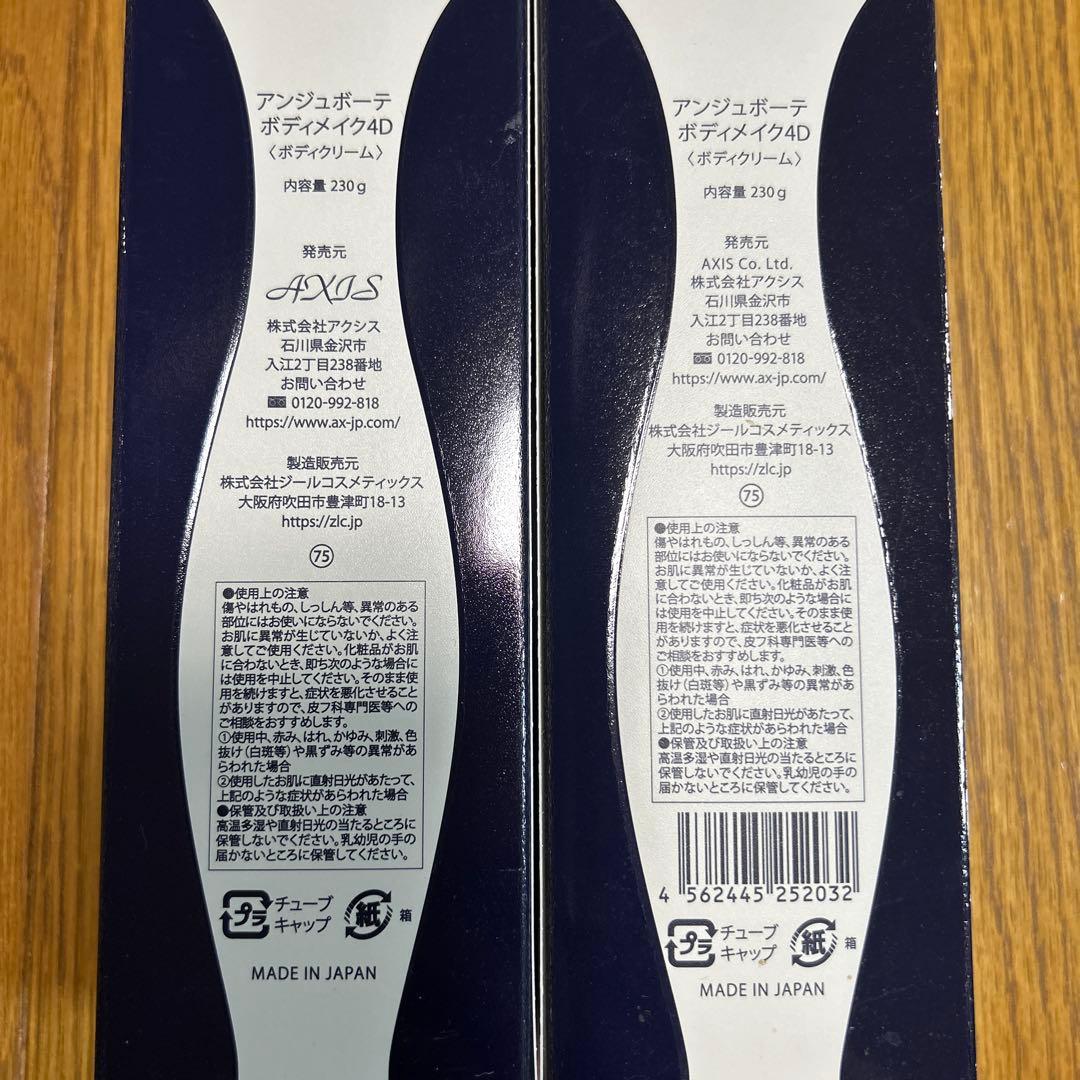 アンジュボーテ
ボディメイク4D
〈ボディクリーム〉
内容量 230g
発売元
AXIS
株式会社アクシス
石川県金沢市
入江2丁目238番地
お問い合わせ
0120-992-818
https://www.ax-jp.com/
製造販売元
株式会社ジールコスメティックス
大阪府吹田市豊津町18-13
https://zlc.jp
75
●使用上の注意
傷やはれもの、しっしん等、異常のある
部位にはお使いにならないでください。
お肌に異常が生じていないか、よく注
意してご使用ください。化粧品がお肌
に合わないとき、即ち次のような場合に
は使用を中止してください。そのまま使
用を続けますと、症状を悪化させること
がありますので、皮フ科専門医等への
ご相談をおすすめします。
①使用中、赤み、はれ、かゆみ、刺激、色
抜け(白斑等)や黒ずみ等の異常があ
らわれた場合
②使用したお肌に直射日光があたって、
上記のような症状があらわれた場合
●保管及び取扱い上の注意
高温多湿や直射日光の当たるところに
保管しないでください。乳幼児の手の
届かないところに保管してください。
プラ
チューブ
キャップ
紙
箱
MADE IN JAPAN
アンジュボーテ
ボディメイク4D
〈ボディクリーム〉
内容量 230g
発売元
AXIS Co. Ltd.
株式会社アクシス
石川県金沢市
入江2丁目238番地
お問い合わせ
0120-992-818
https://www.ax-jp.com/
製造販売元
株式会社ジールコスメティックス
大阪府吹田市豊津町18-13
https://zlc.jp
75
●使用上の注意
傷やはれもの、しっしん等、異常のある
部位にはお使いにならないでください。
お肌に異常が生じていないか、よく注
意してご使用ください。化粧品がお肌
に合わないとき、即ち次のような場合に
は使用を中止してください。そのまま使
用を続けますと、症状を悪化させること
がありますので、皮フ科専門医等への
ご相談をおすすめします。
①使用中、赤み、はれ、かゆみ、刺激、色
抜け(白斑等)や黒ずみ等の異常があ
らわれた場合
②使用したお肌に直射日光があたって、
上記のような症状があらわれた場合
●保管及び取扱い上の注意
高温多湿や直射日光の当たるところに
保管しないでください。乳幼児の手の
届かないところに保管してください。
4 562445 252032
プラ
チューブ
キャップ
紙
箱
MADE IN JAPAN